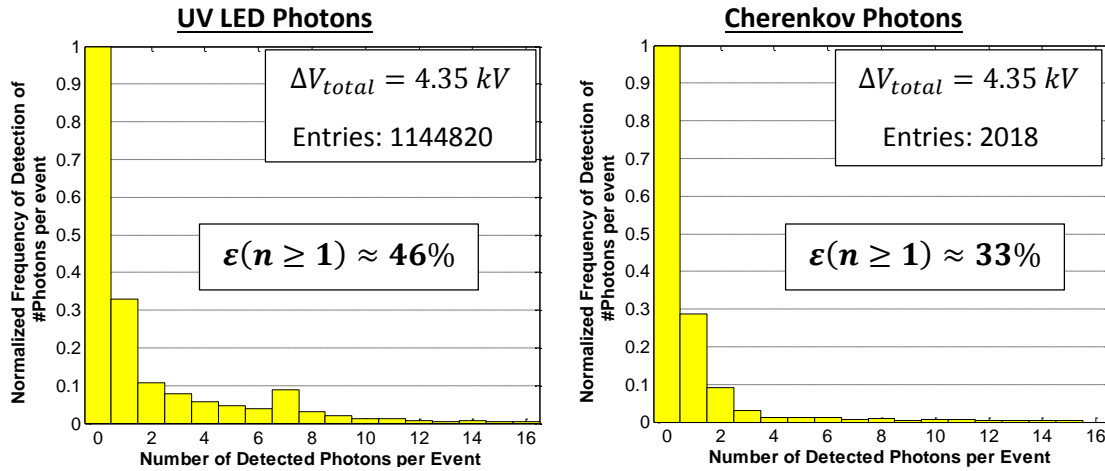 UV LED Photons
Normalized Frequency of Detection of
#Photons per event
1
0.9
0.8
0.7
0.6
0.5
0.4
0.3
0.2
0.1
0
ΔV_total = 4.35 kV
Entries: 1144820
ε(n ≥ 1) ≈ 46%
0 2 4 6 8 10 12 14 16
Number of Detected Photons per Event
Cherenkov Photons
Normalized Frequency of Detection of
#Photons per event
1
0.9
0.8
0.7
0.6
0.5
0.4
0.3
0.2
0.1
0
ΔV_total = 4.35 kV
Entries: 2018
ε(n ≥ 1) ≈ 33%
0 2 4 6 8 10 12 14 16
Number of Detected Photons per Event